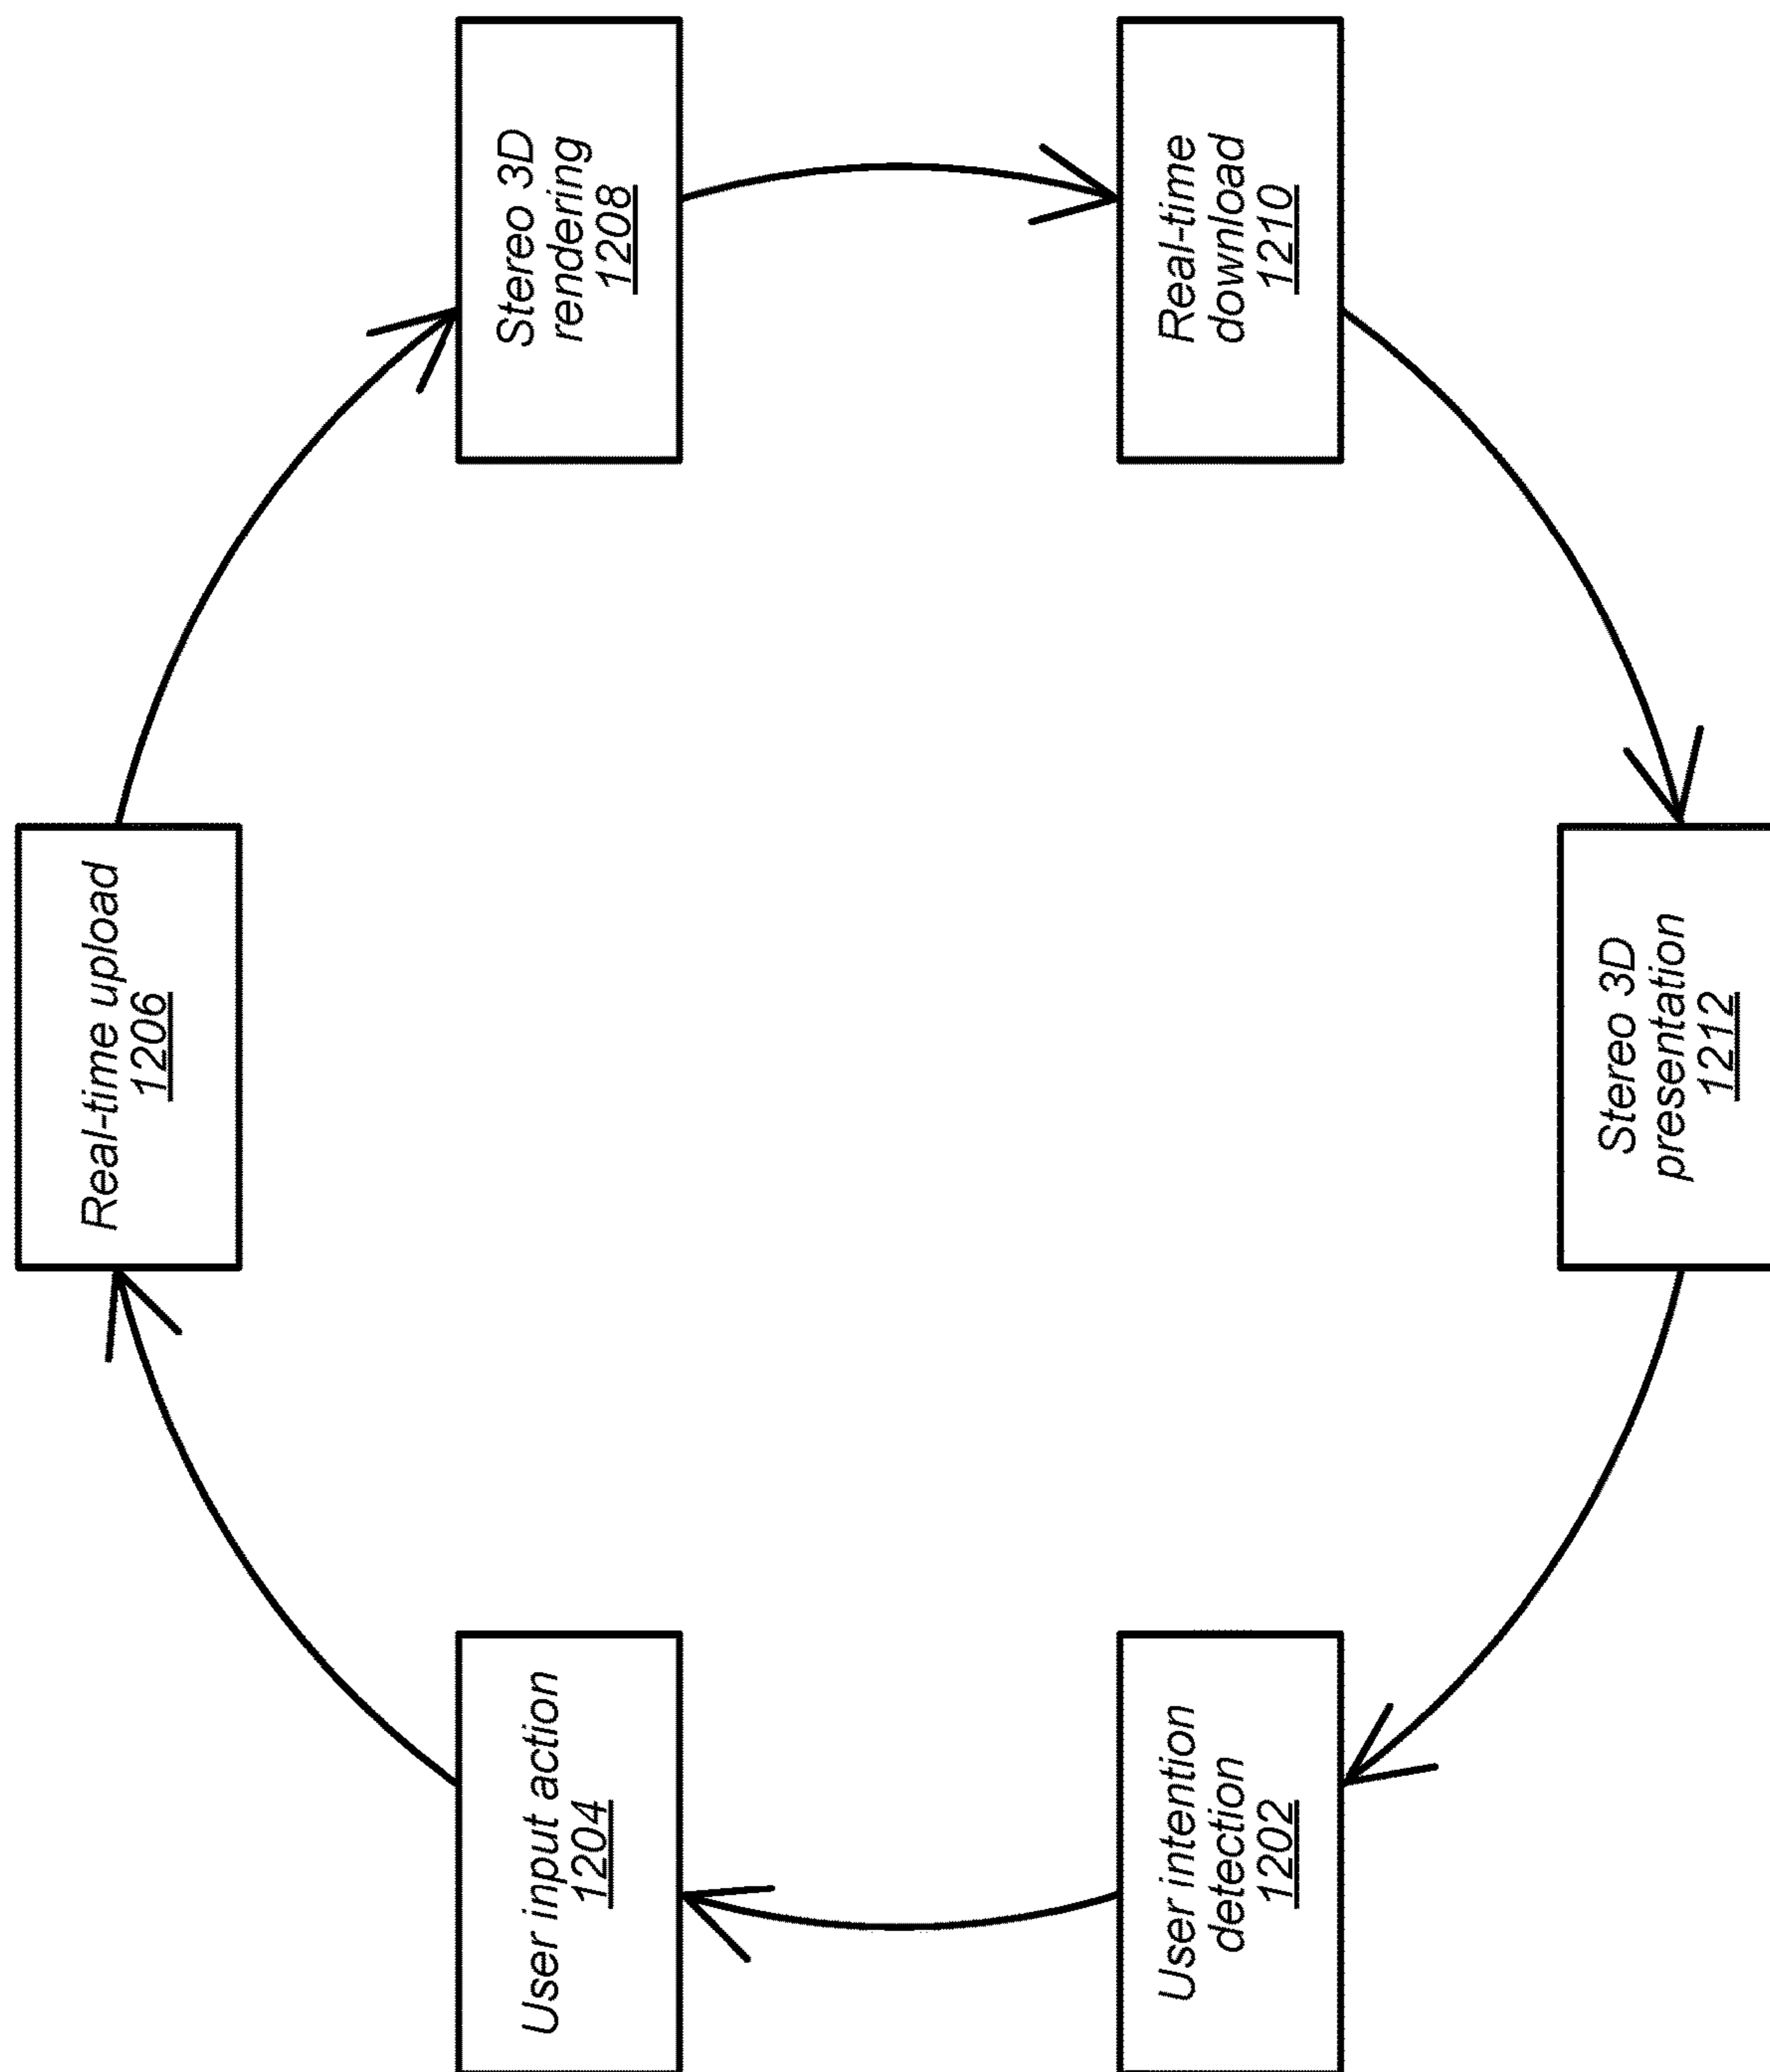 User intention
detection
1202
User input action
1204
Real-time upload
1206
Stereo 3D
rendering
1208
Real-time
download
1210
Stereo 3D
presentation
1212